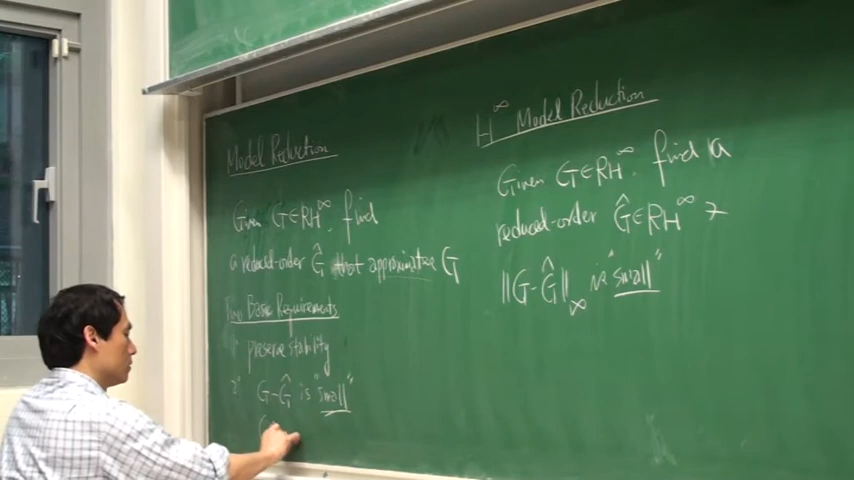 Model Reduction
Given G∈RH^∞, find
a reduced-order Ĝ that approximates G
Two Basic Requirements
1° preserve stability
2° G-Ĝ is "small"
H^∞ Model Reduction
Given G∈RH^∞, find a
reduced-order Ĝ∈RH^∞ ∋
‖G-Ĝ‖_∞ is "small"